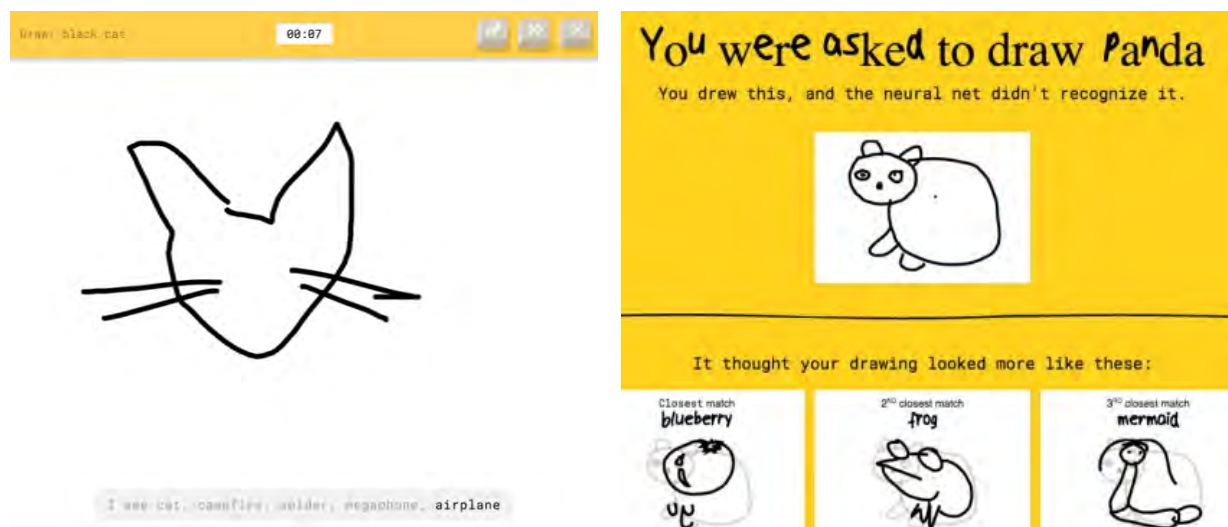 Draw: black cat
00:07
I see cat, campfire, spider, megaphone, airplane
You were asked to draw Panda
You drew this, and the neural net didn't recognize it.
It thought your drawing looked more like these:
Closest match
blueberry
2ND closest match
frog
3RD closest match
mermaid